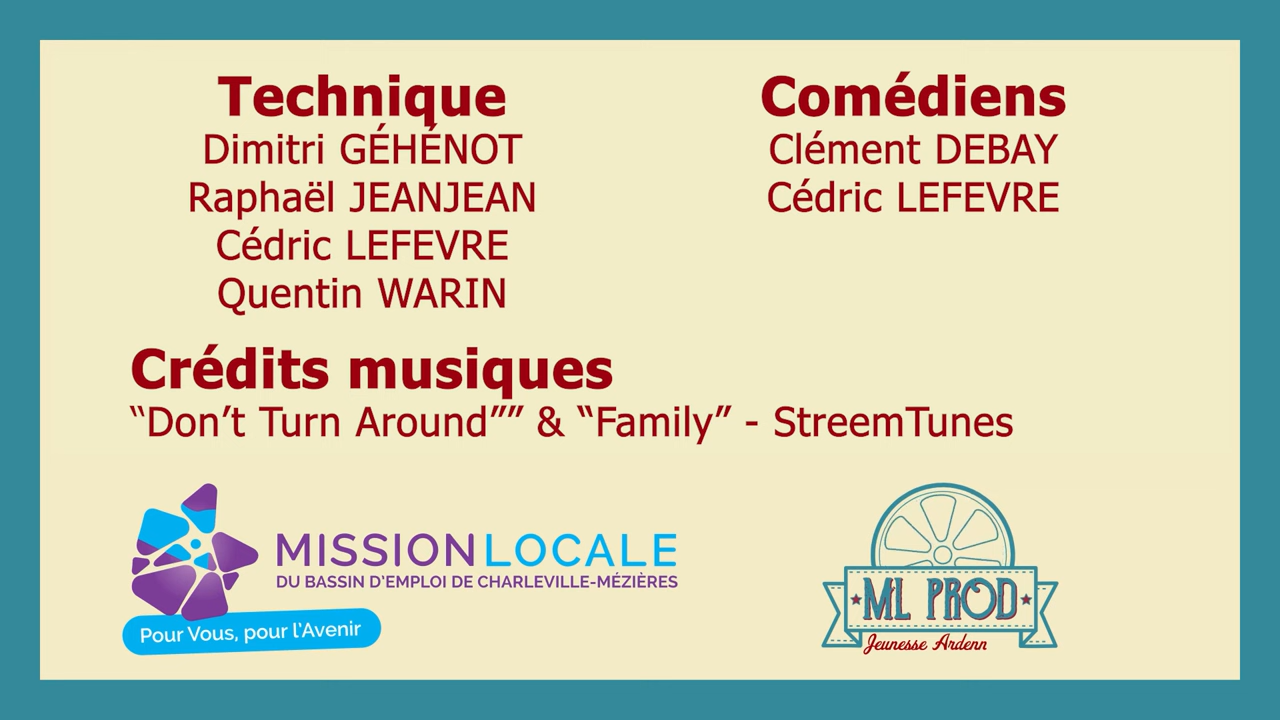 Technique
Dimitri GÉHÉNOT
Raphaël JEANJEAN
Cédric LEFEVRE
Quentin WARIN
Comédiens
Clément DEBAY
Cédric LEFEVRE
Crédits musiques
“Don’t Turn Around”” & “Family” - StreemTunes
MISSION LOCALE
DU BASSIN D'EMPLOI DE CHARLEVILLE-MÉZIÈRES
Pour Vous, pour l'Avenir
ML PROD
Jeunesse Ardenn